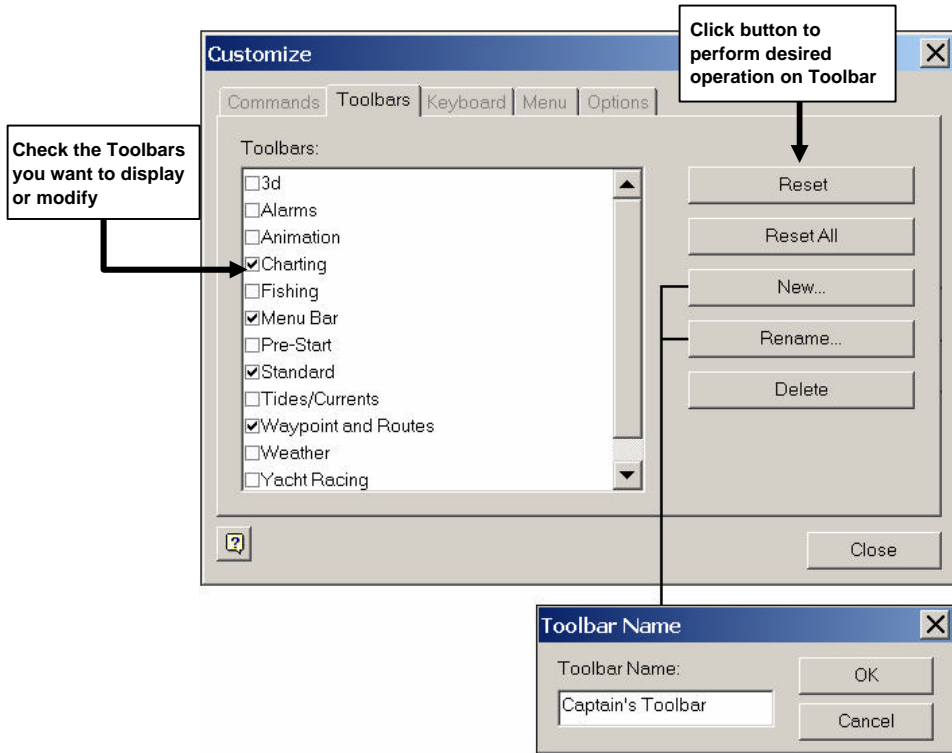 Click button to
perform desired
operation on Toolbar
Customize
Commands Toolbars Keyboard Menu Options
Check the Toolbars
you want to display
or modify
Toolbars:
3d
Alarms
Animation
Charting
Fishing
Menu Bar
Pre-Start
Standard
Tides/Currents
Waypoint and Routes
Weather
Yacht Racing
Reset
Reset All
New...
Rename...
Delete
Close
Toolbar Name
Toolbar Name:
Captain's Toolbar
OK
Cancel